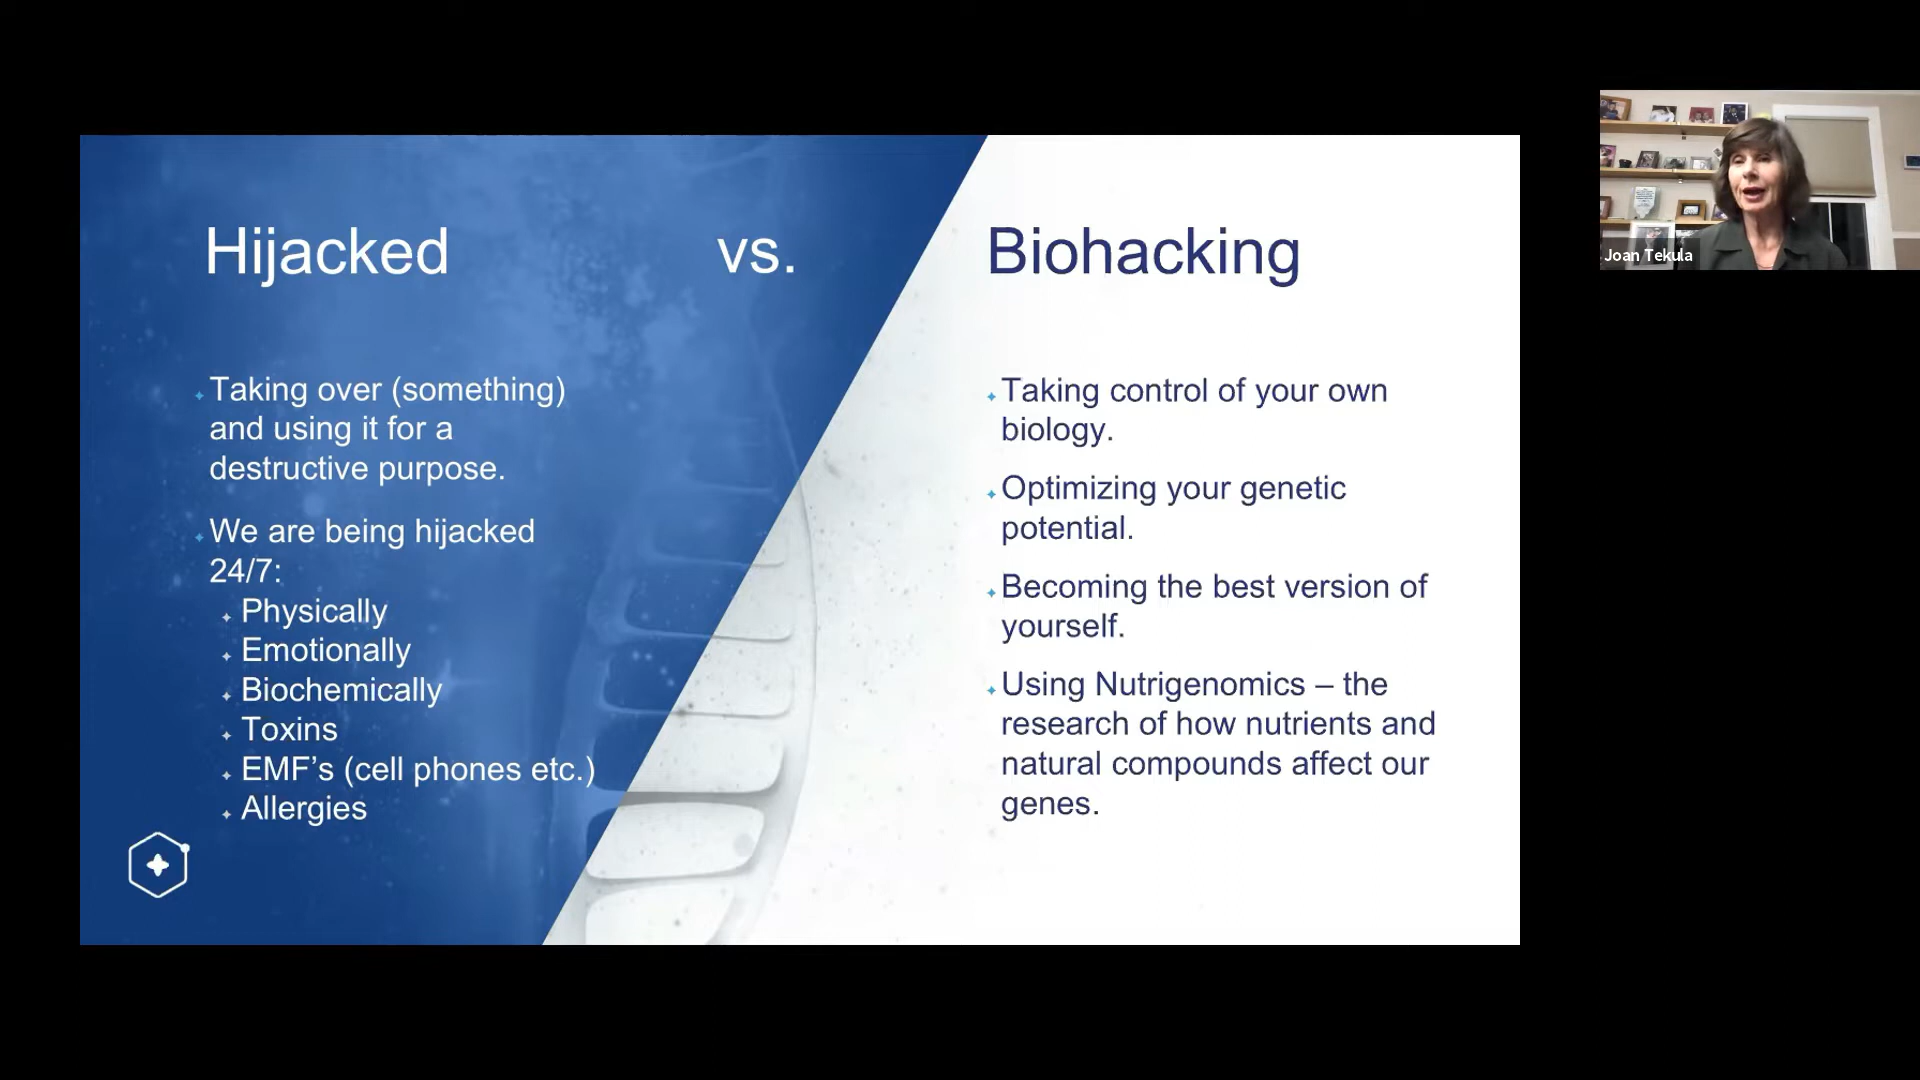 Hijacked vs. Biohacking
Taking over (something)
and using it for a
destructive purpose.
We are being hijacked
24/7:
Physically
Emotionally
Biochemically
Toxins
EMF’s (cell phones etc.)
Allergies
Taking control of your own
biology.
Optimizing your genetic
potential.
Becoming the best version of
yourself.
Using Nutrigenomics – the
research of how nutrients and
natural compounds affect our
genes.
Joan Tekula